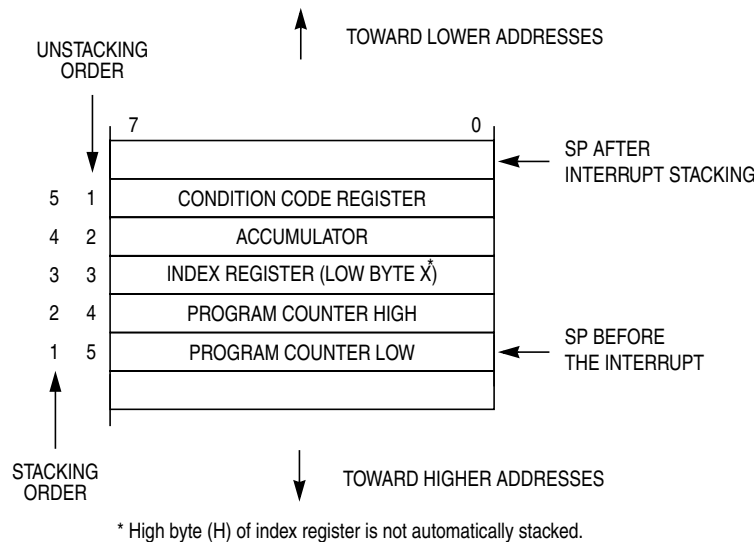 TOWARD LOWER ADDRESSES
UNSTACKING
ORDER
7 0
SP AFTER
INTERRUPT STACKING
5 1 CONDITION CODE REGISTER
4 2 ACCUMULATOR
3 3 INDEX REGISTER (LOW BYTE X*)
2 4 PROGRAM COUNTER HIGH
1 5 PROGRAM COUNTER LOW
SP BEFORE
THE INTERRUPT
STACKING
ORDER
TOWARD HIGHER ADDRESSES
* High byte (H) of index register is not automatically stacked.